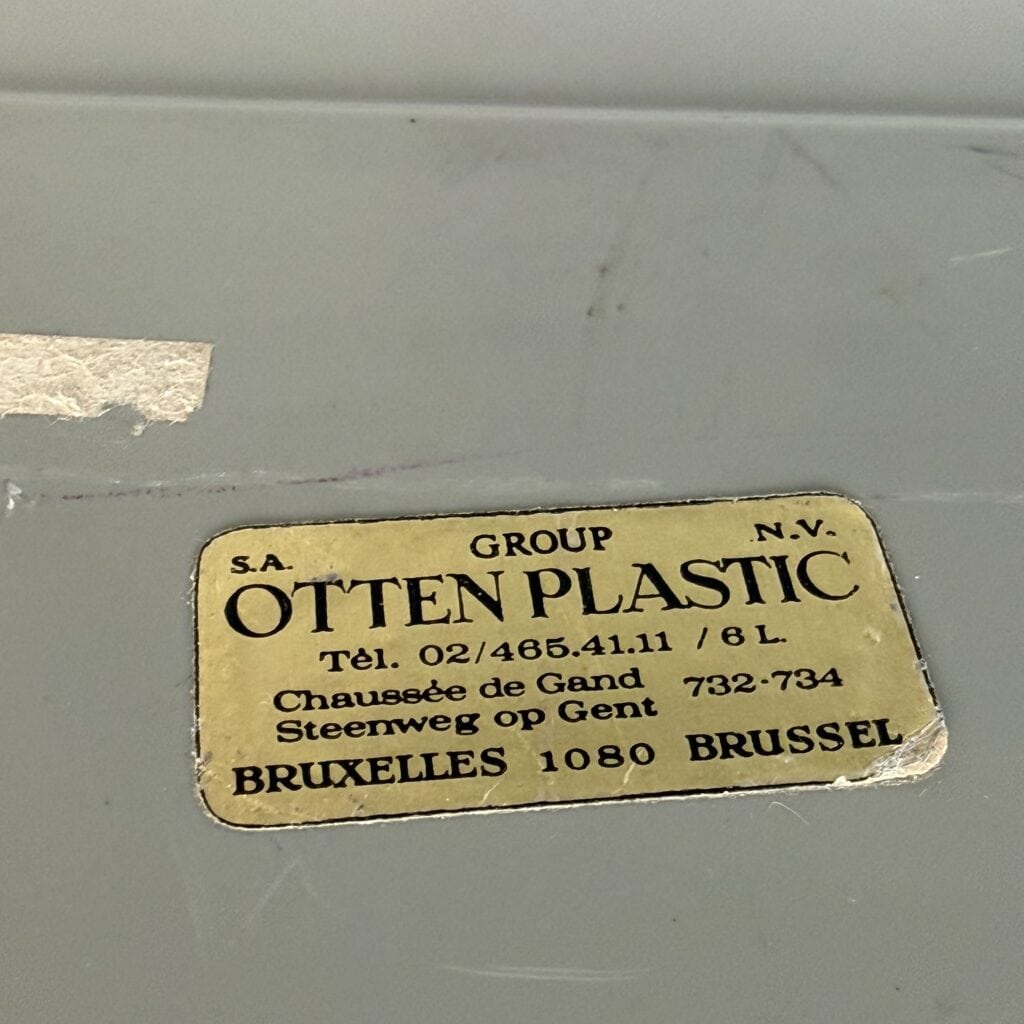 GROUP
S.A. N.V.
OTTEN PLASTIC
Tél. 02/465.41.11 / 6 L.
Chaussée de Gand 732-734
Steenweg op Gent
BRUXELLES 1080 BRUSSEL